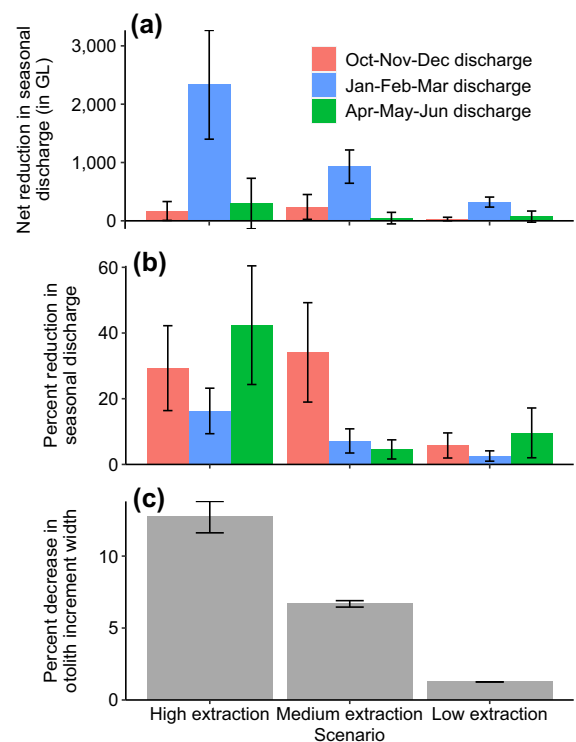 (a)
Net reduction in seasonal
discharge (in GL)
3,000
2,000
1,000
0
Oct-Nov-Dec discharge
Jan-Feb-Mar discharge
Apr-May-Jun discharge
(b)
Percent reduction in
seasonal discharge
60
40
20
0
(c)
Percent decrease in
otolith increment width
10
5
0
High extraction Medium extraction Low extraction
Scenario